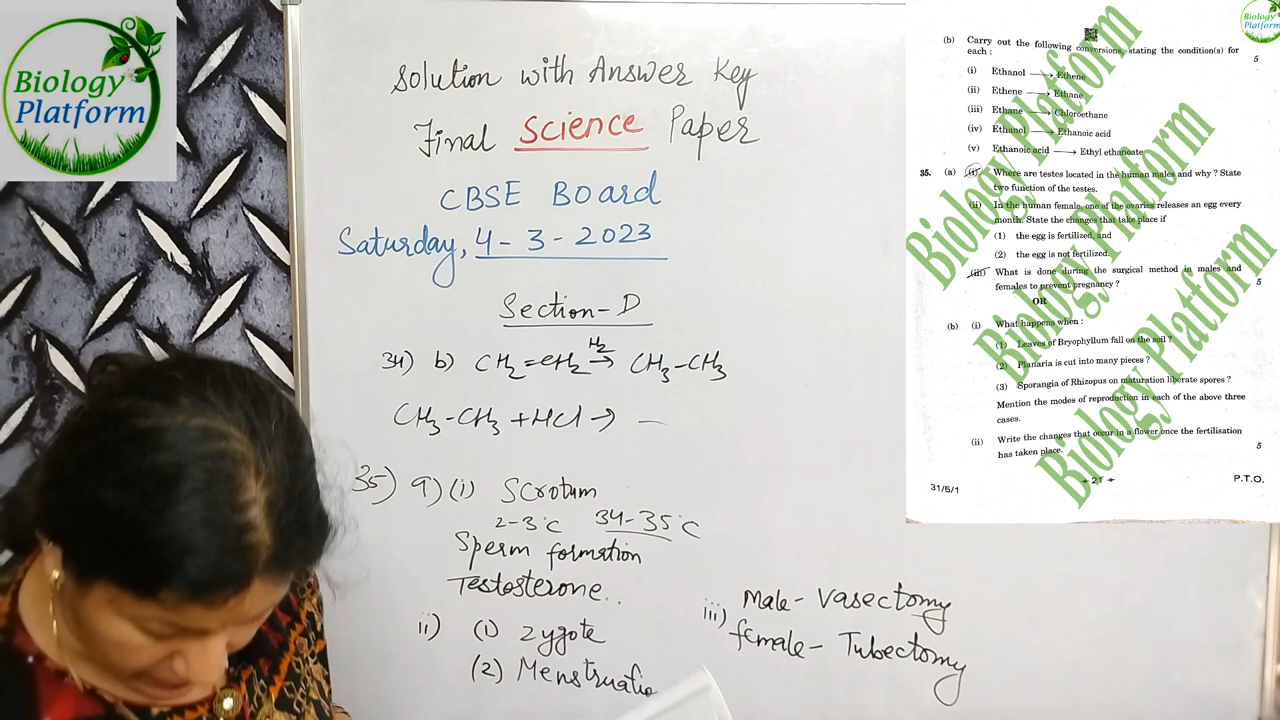 Biology
Platform
Solution with Answer Key
Final Science Paper
CBSE Board
Saturday, 4-3-2023
Section-D
34) b) CH2=CH2 H2→ CH3-CH3
CH3-CH3 + HCl → —
35) a) (i) Scrotum
2-3°C 34-35°C
Sperm formation
Testosterone..
ii) (1) zygote
(2) Menstruatio
iii) Male - Vasectomy
female - Tubectomy
Biology
Platform
(b) Carry out the following conversions, stating the condition(s) for
each : 5
(i) Ethanol → Ethene
(ii) Ethene → Ethane
(iii) Ethane → Chloroethane
(iv) Ethanol → Ethanoic acid
(v) Ethanoic acid → Ethyl ethanoate
35. (a) (i) Where are testes located in the human males and why ? State
two function of the testes.
(ii) In the human female, one of the ovaries releases an egg every
month. State the changes that take place if
(1) the egg is fertilized, and
(2) the egg is not fertilized.
(iii) What is done during the surgical method in males and
females to prevent pregnancy ? 5
OR
(b) (i) What happens when :
(1) Leaves of Bryophyllum fall on the soil ?
(2) Planaria is cut into many pieces ?
(3) Sporangia of Rhizopus on maturation liberate spores ?
Mention the modes of reproduction in each of the above three
cases.
(ii) Write the changes that occur in a flower once the fertilisation
has taken place. 5
31/5/1 21 P.T.O.
Biology Platform
Biology Platform
Biology Platform